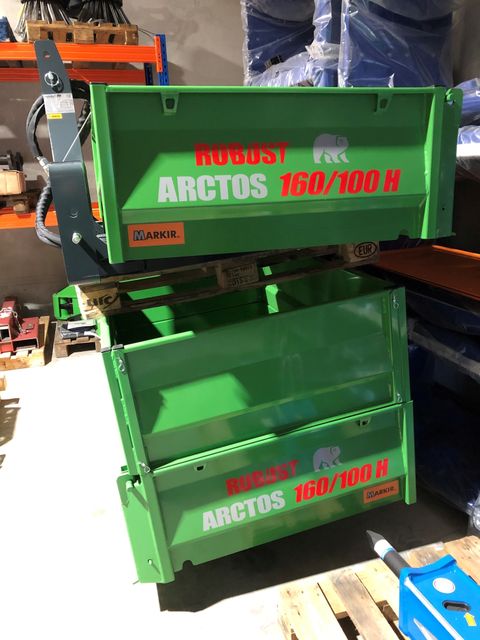 ROBUST
ARCTOS 160/100 H
MARKIR
EUR
ROBUST
ARCTOS 160/100 H
MARKIR